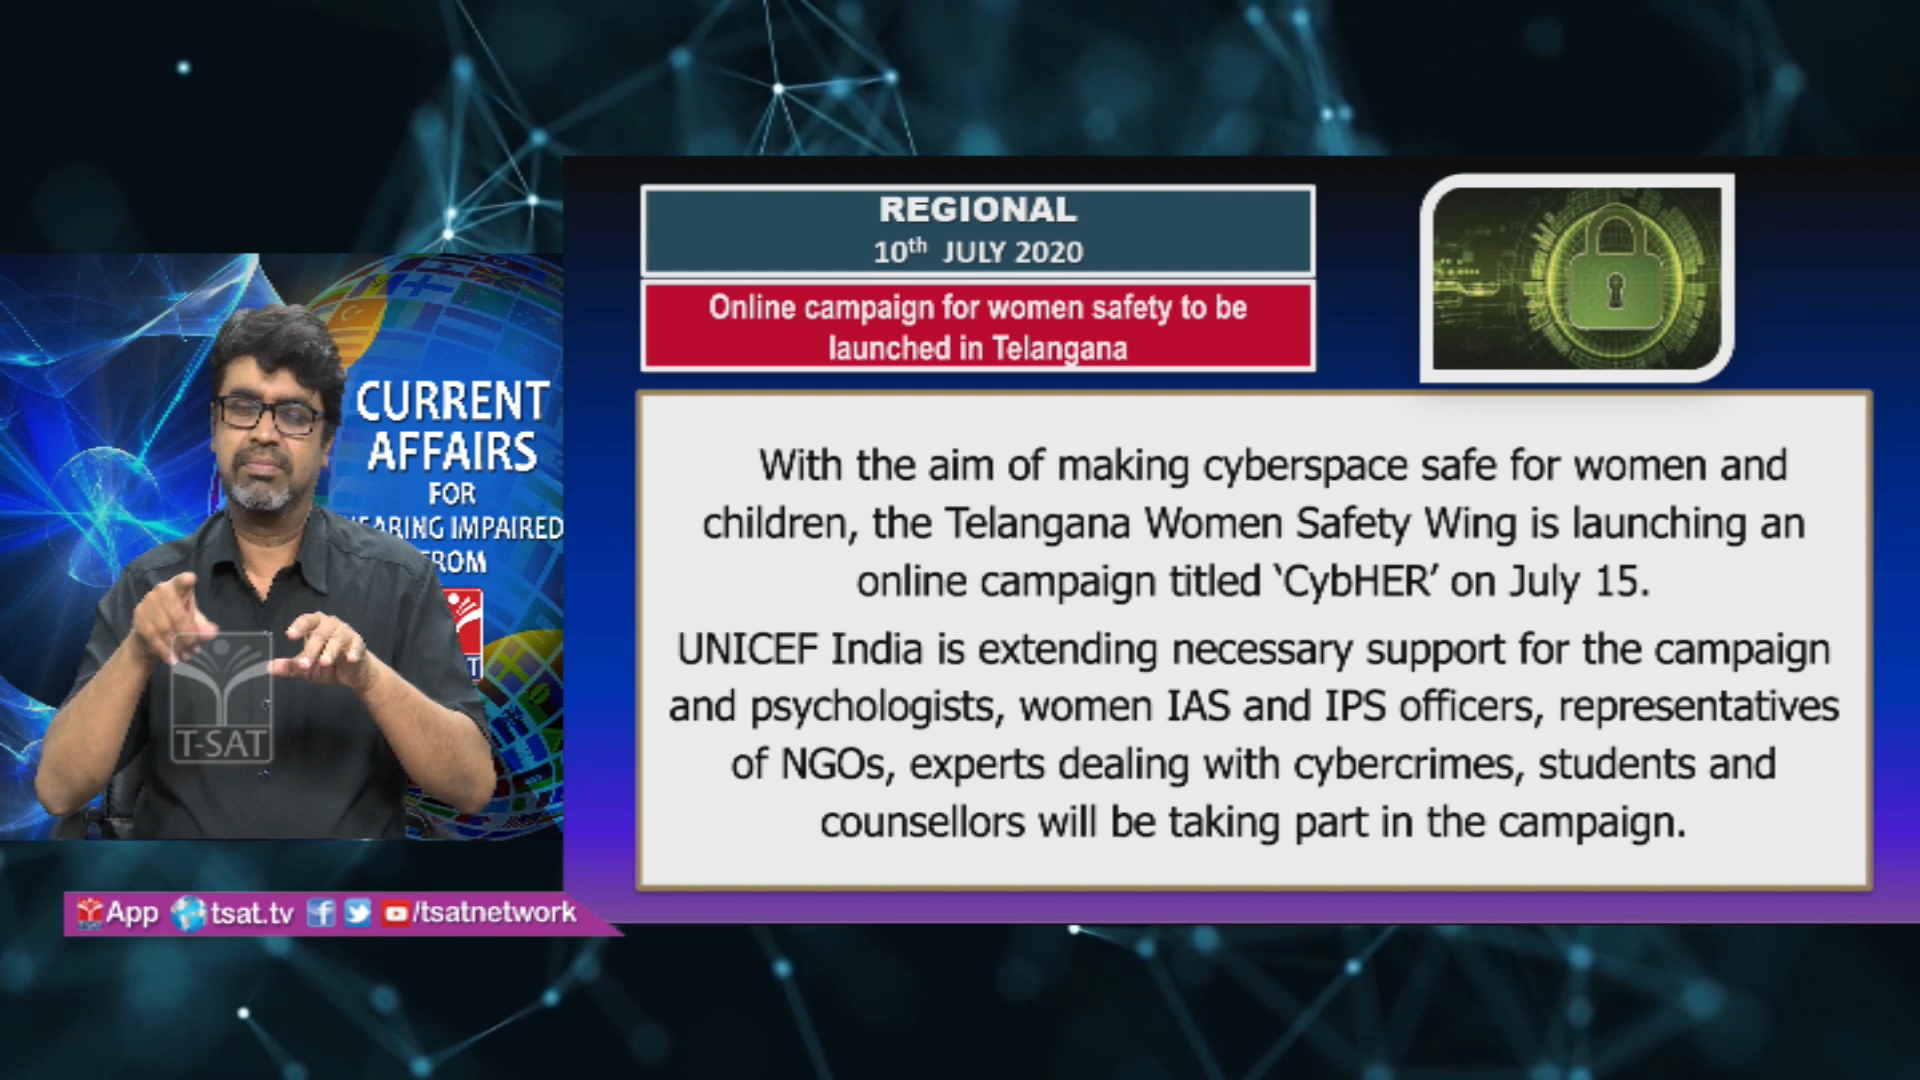 REGIONAL
10th JULY 2020
Online campaign for women safety to be
launched in Telangana
With the aim of making cyberspace safe for women and
children, the Telangana Women Safety Wing is launching an
online campaign titled ‘CybHER’ on July 15.
UNICEF India is extending necessary support for the campaign
and psychologists, women IAS and IPS officers, representatives
of NGOs, experts dealing with cybercrimes, students and
counsellors will be taking part in the campaign.
CURRENT
AFFAIRS
FOR
EARING IMPAIRED
ROM
T-SAT
App tsat.tv /tsatnetwork